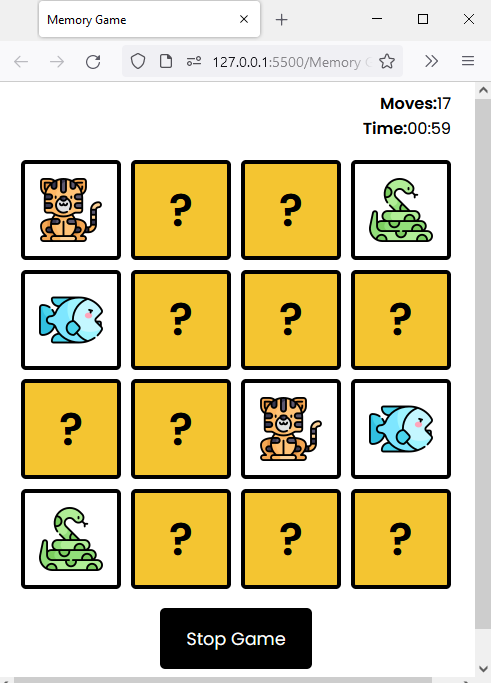 Memory Game
127.0.0.1:5500/Memory G
Moves:17
Time:00:59
? ?
? ? ?
? ?
? ? ?
Stop Game